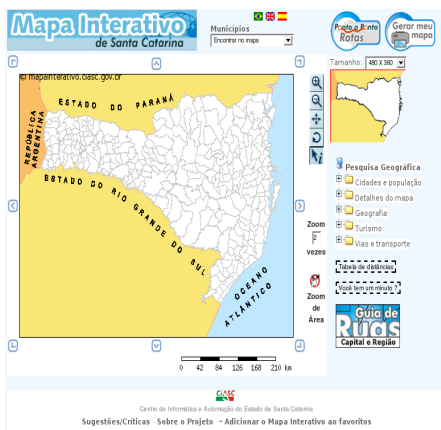 Mapa Interativo
de Santa Catarina
Municípios
Encontrar no mapa
Ponto a Ponto
Rotas
Gerar meu
mapa
Tamanho: 480 X 360
© mapainterativo.ciasc.gov.br
ESTADO DO PARANÁ
REPÚBLICA
ARGENTINA
ESTADO DO RIO GRANDE DO SUL
OCEANO
ATLÂNTICO
Zoom
2
vezes
Zoom
de
Área
Pesquisa Geográfica
Cidades e população
Detalhes do mapa
Geografia
Turismo
Vias e transporte
Tabela de distâncias
Você tem um minuto ?
Guia de
Ruas
Capital e Região
0 42 84 126 168 210 km
CIASC
Centro de Informática e Automação do Estado de Santa Catarina
Sugestões/Críticas - Sobre o Projeto - Adicionar o Mapa Interativo ao favoritos